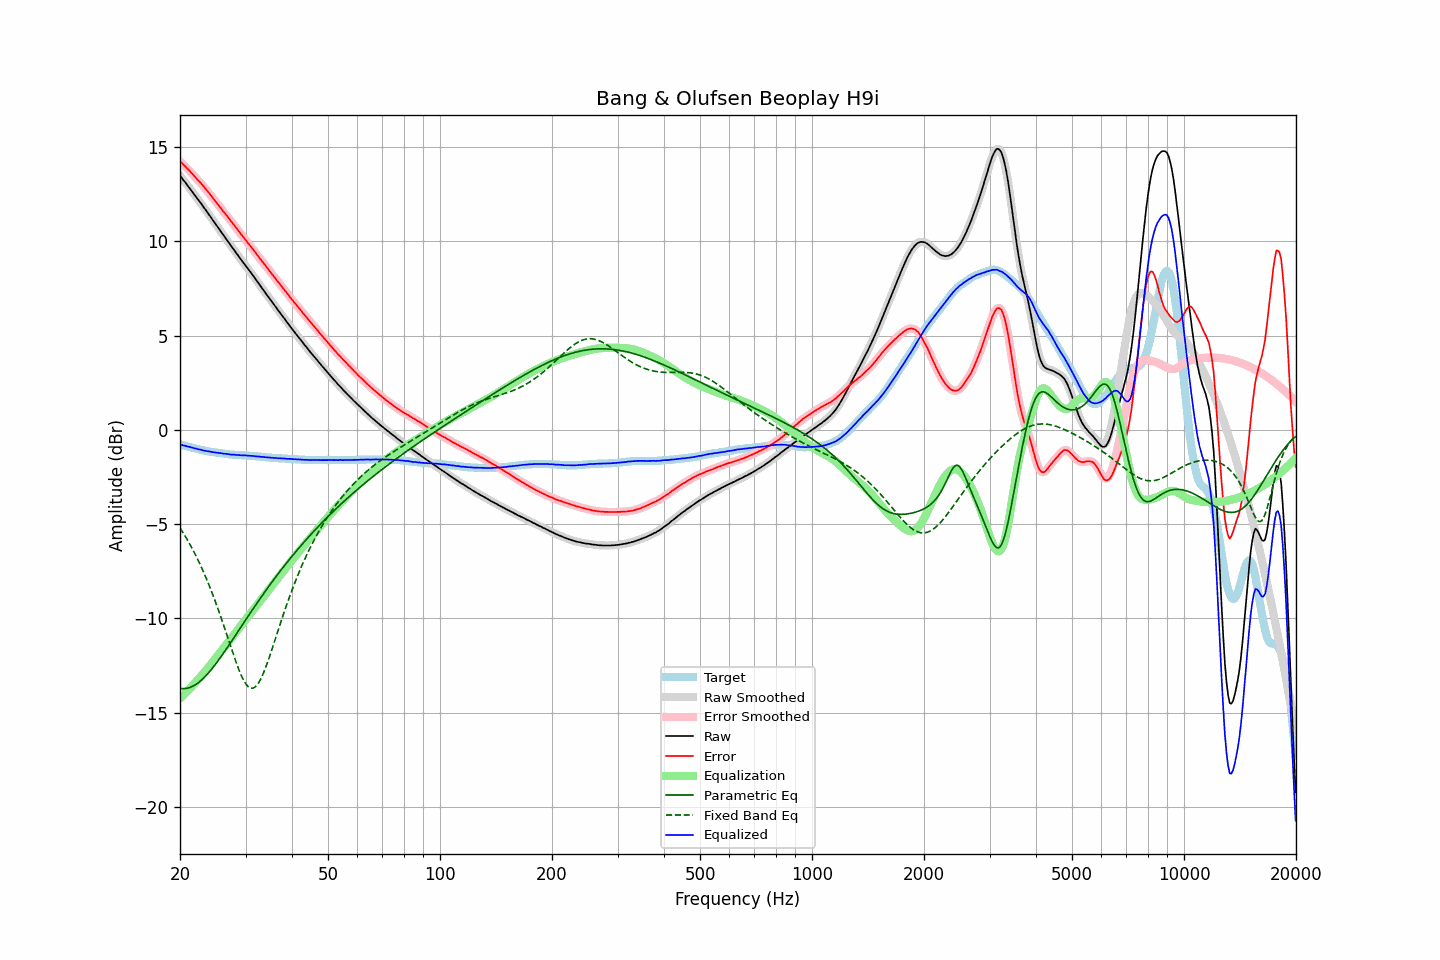 Bang & Olufsen Beoplay H9i
Amplitude (dBr)
15
10
5
0
−5
−10
−15
−20
Target
Raw Smoothed
Error Smoothed
Raw
Error
Equalization
Parametric Eq
Fixed Band Eq
Equalized
20 50 100 200 500 1000 2000 5000 10000 20000
Frequency (Hz)